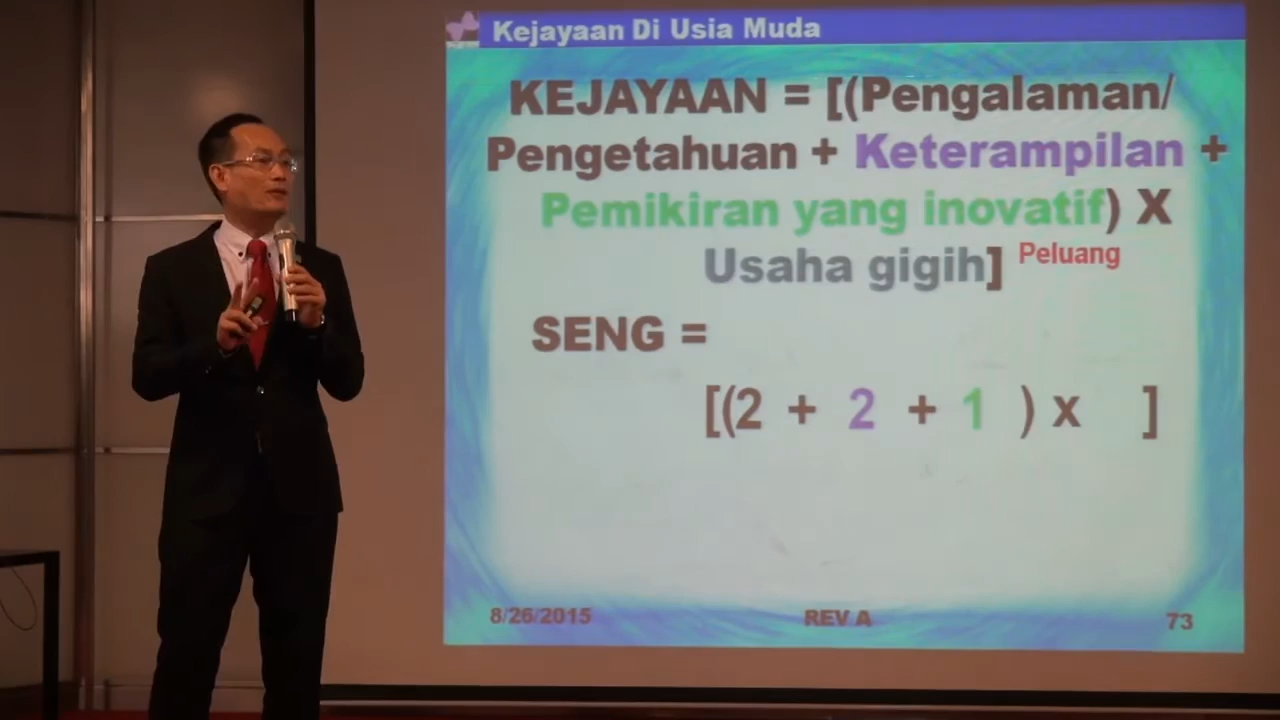 Kejayaan Di Usia Muda
KEJAYAAN = [(Pengalaman/
Pengetahuan + Keterampilan +
Pemikiran yang inovatif) X
Usaha gigih] Peluang
SENG =
[(2 + 2 + 1 ) x ]
8/26/2015 REV A 73